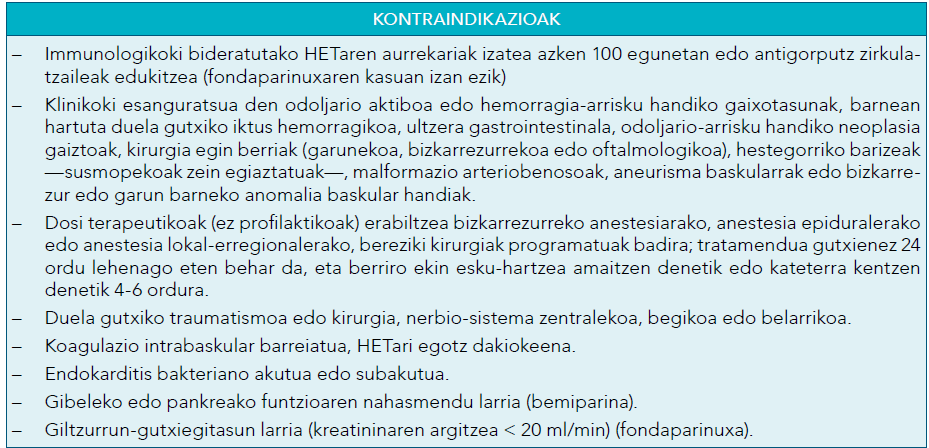 KONTRAINDIKAZIOAK
– Immunologikoki bideratutako HETaren aurrekariak izatea azken 100 egunetan edo antigorputz zirkula-
tzaileak edukitzea (fondaparinuxaren kasuan izan ezik)
– Klinikoki esanguratsua den odoljario aktiboa edo hemorragia-arrisku handiko gaixotasunak, barnean
hartuta duela gutxiko iktus hemorragikoa, ultzera gastrointestinala, odoljario-arrisku handiko neoplasia
gaiztoak, kirurgia egin berriak (garunekoa, bizkarrezurrekoa edo oftalmologikoa), hestegorriko barizeak
—susmopekoak zein egiaztatuak—, malformazio arteriobenosoak, aneurisma baskularrak edo bizkarre-
zur edo garun barneko anomalia baskular handiak.
– Dosi terapeutikoak (ez profilaktikoak) erabiltzea bizkarrezurreko anestesiarako, anestesia epiduralerako
edo anestesia lokal-erregionalerako, bereziki kirurgiak programatuak badira; tratamendua gutxienez 24
ordu lehenago eten behar da, eta berriro ekin esku-hartzea amaitzen denetik edo kateterra kentzen
denetik 4-6 ordura.
– Duela gutxiko traumatismoa edo kirurgia, nerbio-sistema zentralekoa, begikoa edo belarrikoa.
– Koagulazio intrabaskular barreiatua, HETari egotz dakiokeena.
– Endokarditis bakteriano akutua edo subakutua.
– Gibeleko edo pankreako funtzioaren nahasmendu larria (bemiparina).
– Giltzurrun-gutxiegitasun larria (kreatininaren argitzea < 20 ml/min) (fondaparinuxa).